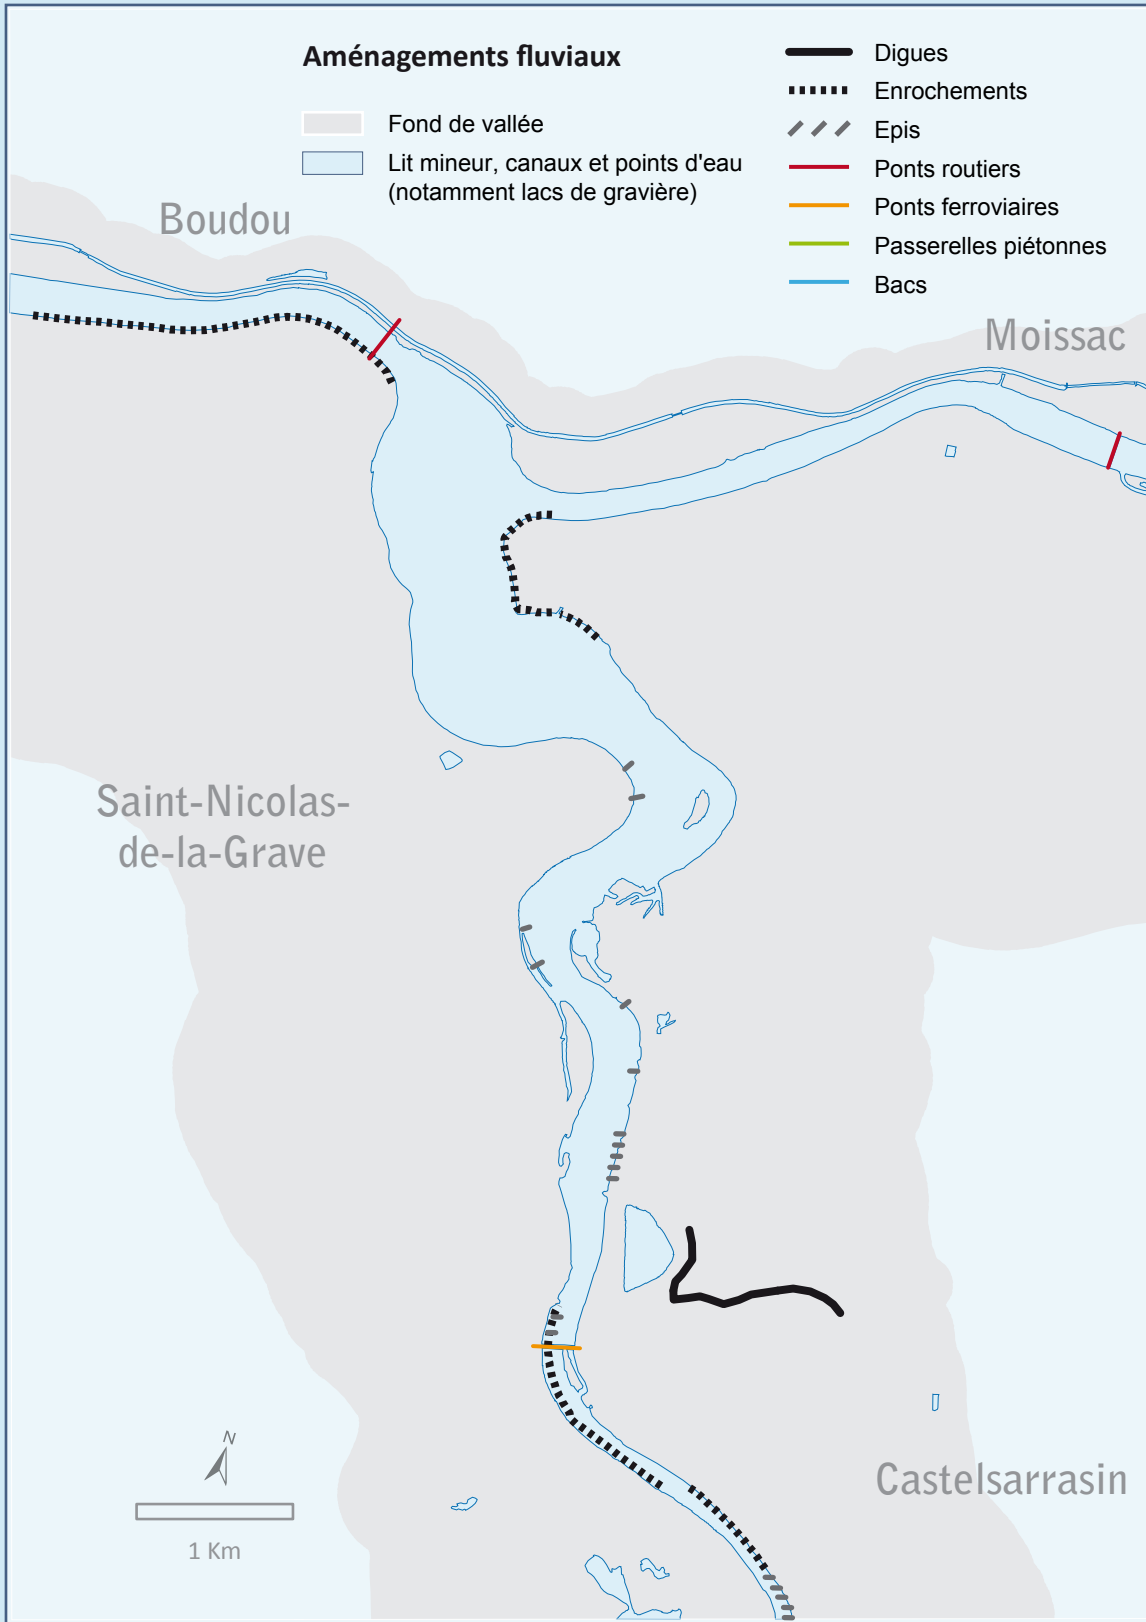 Aménagements fluviaux
Fond de vallée
Lit mineur, canaux et points d'eau
(notamment lacs de gravière)
Digues
Enrochements
Epis
Ponts routiers
Ponts ferroviaires
Passerelles piétonnes
Bacs
Boudou
Moissac
Saint-Nicolas-
de-la-Grave
Castelsarrasin
N
1 Km